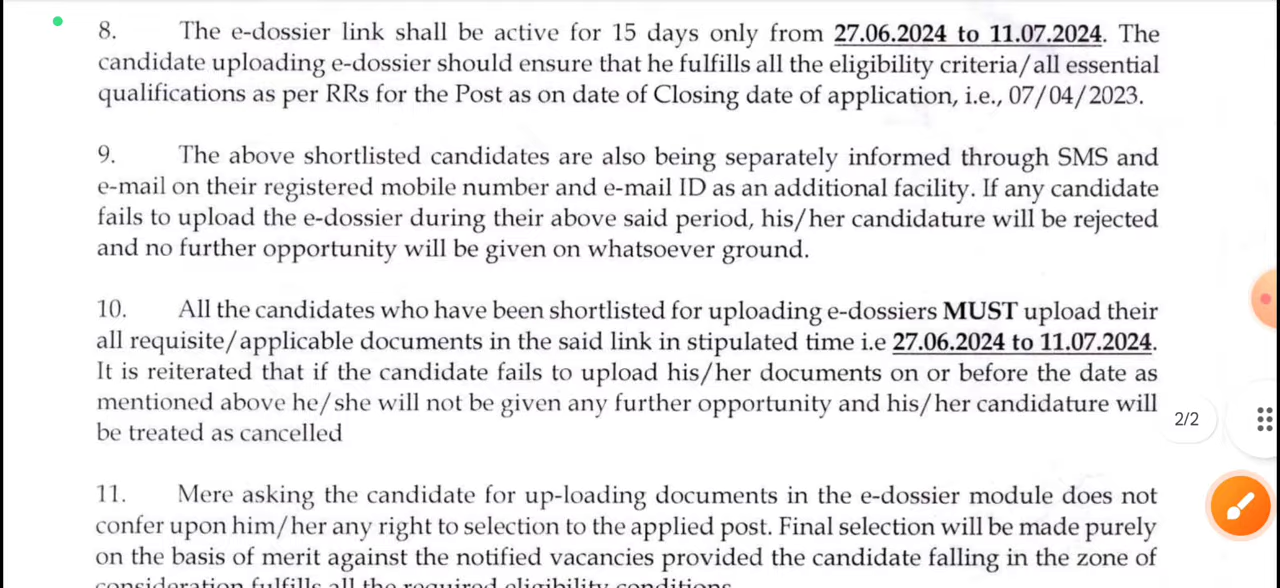 8. The e-dossier link shall be active for 15 days only from 27.06.2024 to 11.07.2024. The
candidate uploading e-dossier should ensure that he fulfills all the eligibility criteria/all essential
qualifications as per RRs for the Post as on date of Closing date of application, i.e., 07/04/2023.
9. The above shortlisted candidates are also being separately informed through SMS and
e-mail on their registered mobile number and e-mail ID as an additional facility. If any candidate
fails to upload the e-dossier during their above said period, his/her candidature will be rejected
and no further opportunity will be given on whatsoever ground.
10. All the candidates who have been shortlisted for uploading e-dossiers MUST upload their
all requisite/applicable documents in the said link in stipulated time i.e 27.06.2024 to 11.07.2024.
It is reiterated that if the candidate fails to upload his/her documents on or before the date as
mentioned above he/she will not be given any further opportunity and his/her candidature will
be treated as cancelled
2/2
11. Mere asking the candidate for up-loading documents in the e-dossier module does not
confer upon him/her any right to selection to the applied post. Final selection will be made purely
on the basis of merit against the notified vacancies provided the candidate falling in the zone of
consideration fulfills all the required eligibility conditions